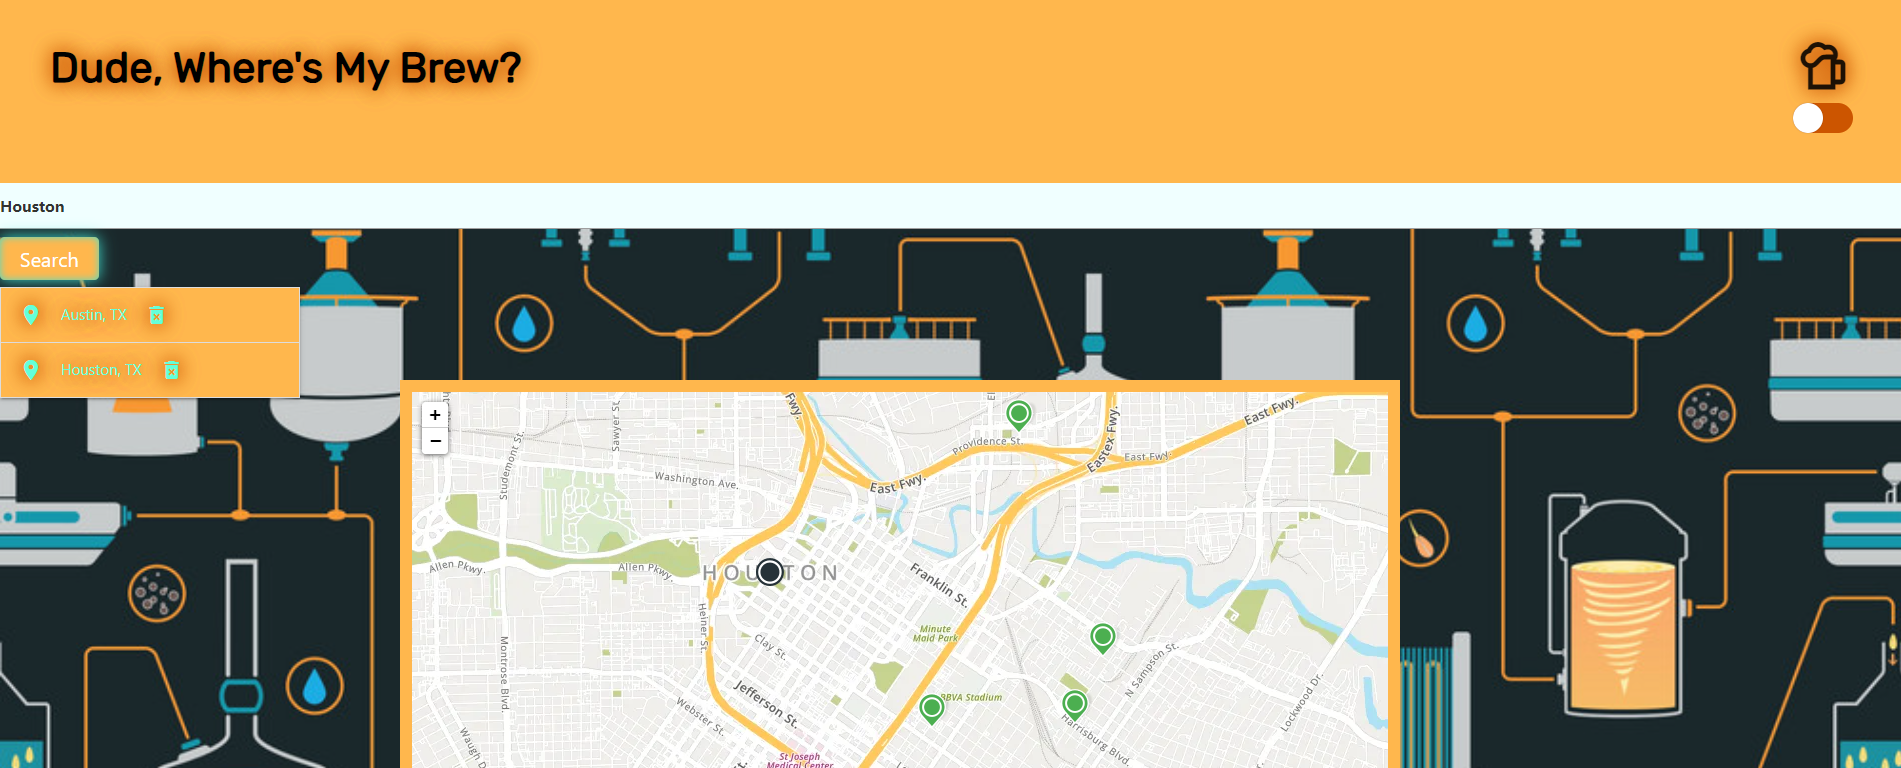 Dude, Where's My Brew?
Houston
Search
Austin, TX
Houston, TX
+
−
Fwy.
Sawyer St.
Studemont St.
Washington Ave.
Providence St.
Eastex Fwy.
East Fwy.
East Fwy.
East Fwy.
Allen Pkwy.
Allen Pkwy.
HOUSTON
Franklin St.
Heiner St.
Minute
Maid Park
Clay St.
Montrose Blvd.
N Sampson St.
Jefferson St.
BBVA Stadium
Webster St.
Harrisburg Blvd.
Lockwood Dr.
Waugh D
St Joseph
Medical Center